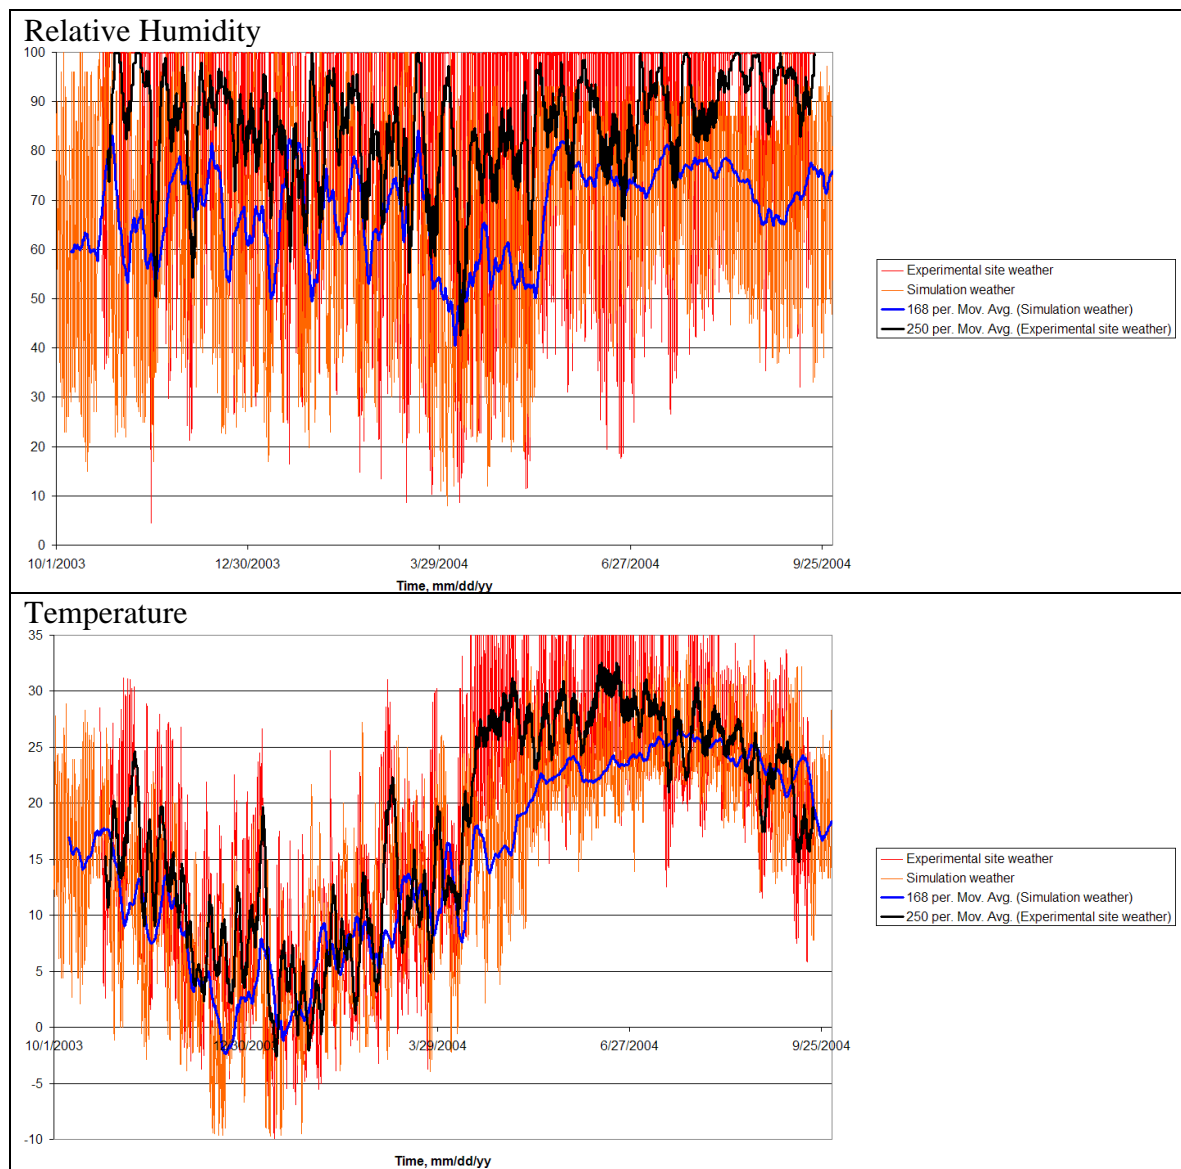 Relative Humidity
100
90
80
70
60
50
40
30
20
10
0
10/1/2003 12/30/2003 3/29/2004 6/27/2004 9/25/2004
Time, mm/dd/yy
Experimental site weather
Simulation weather
168 per. Mov. Avg. (Simulation weather)
250 per. Mov. Avg. (Experimental site weather)
Temperature
35
30
25
20
15
10
5
0
10/1/2003 12/30/2003 3/29/2004 6/27/2004 9/25/2004
-5
-10
Time, mm/dd/yy
Experimental site weather
Simulation weather
168 per. Mov. Avg. (Simulation weather)
250 per. Mov. Avg. (Experimental site weather)